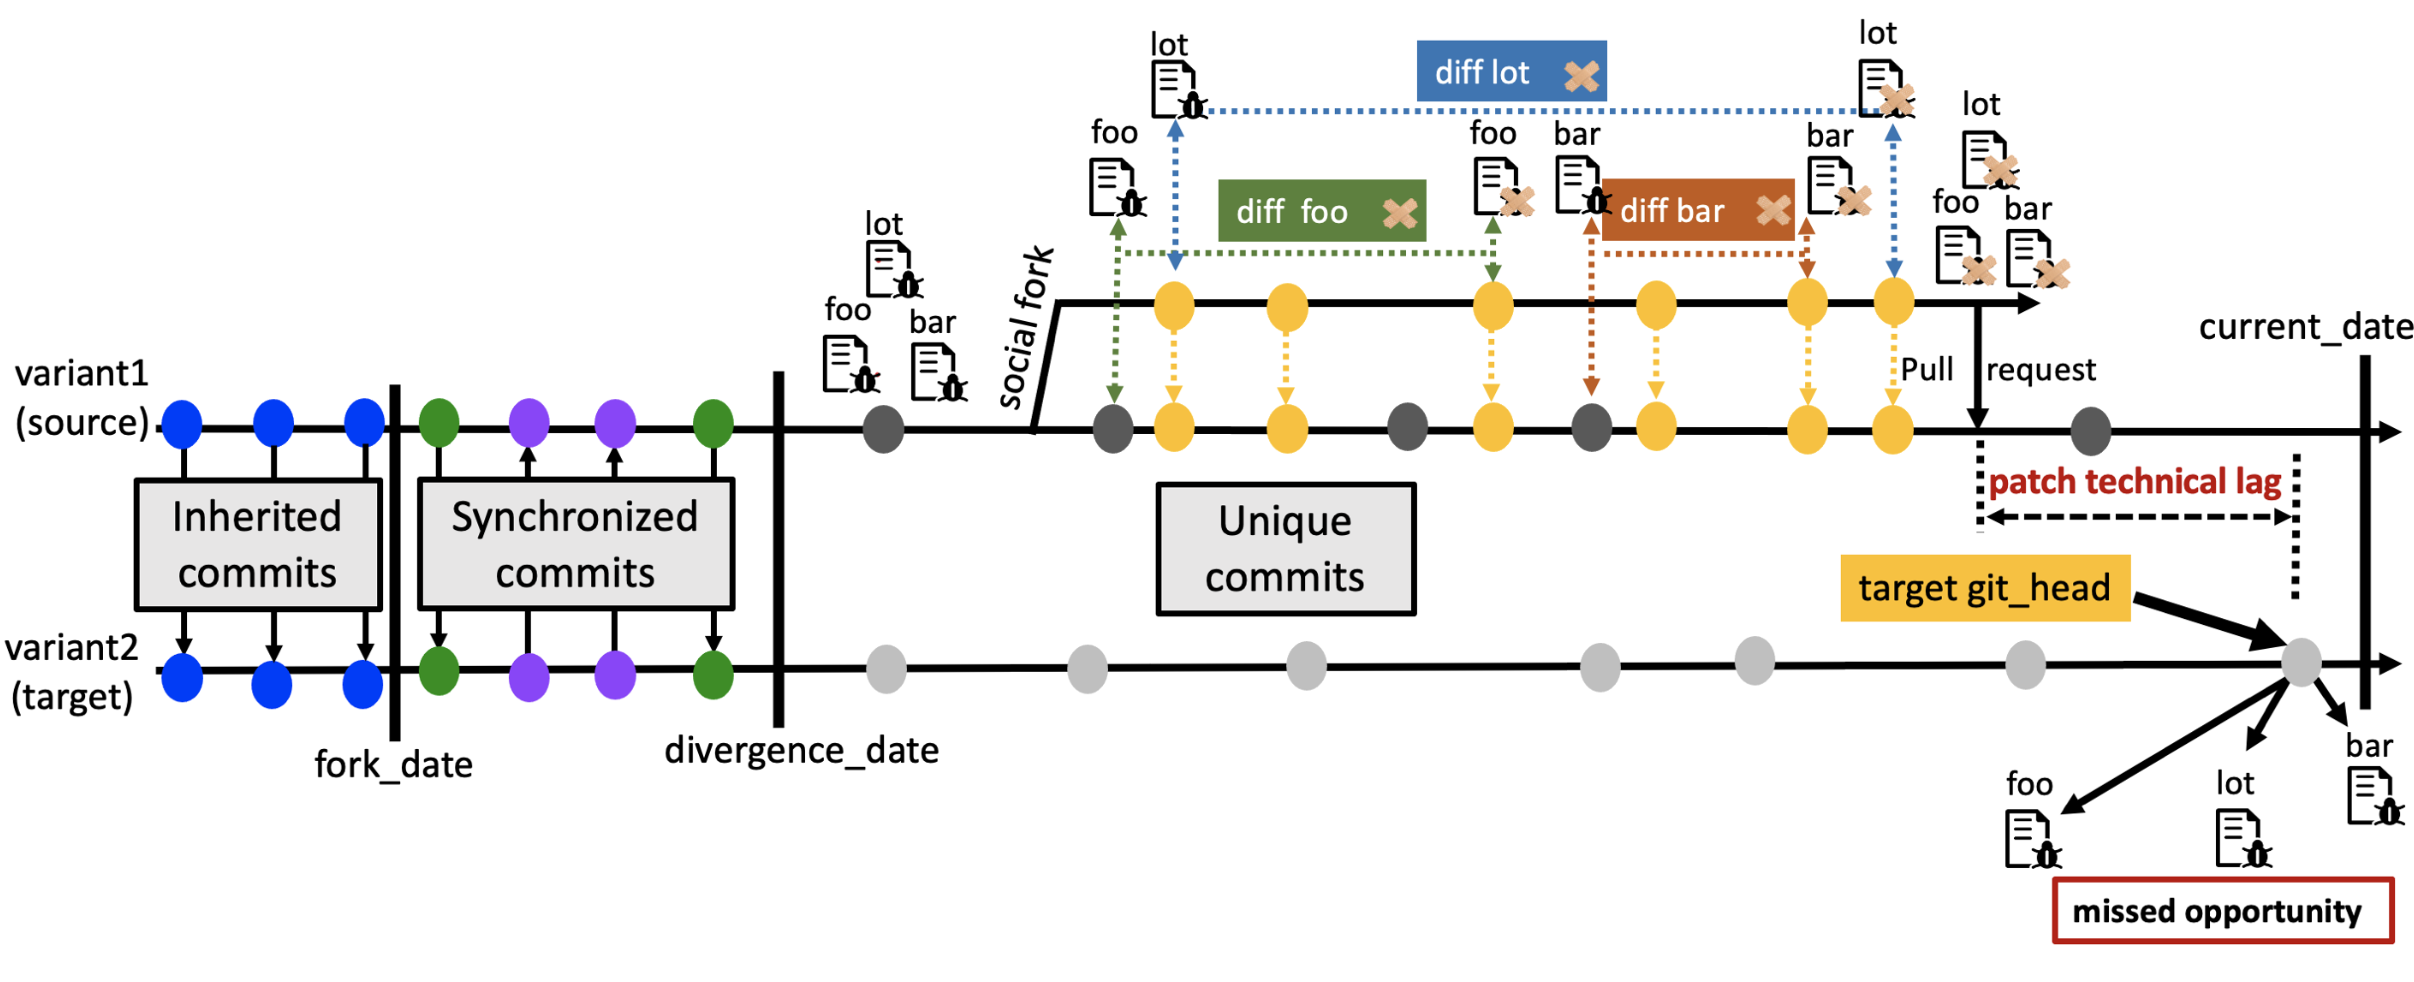 lot
diff lot
lot
lot
foo
foo
bar
bar
diff  foo
diff bar
foo
bar
lot
foo
bar
social fork
current_date
variant1
(source)
Pull
request
patch technical lag
Inherited
commits
Synchronized
commits
Unique
commits
target git_head
variant2
(target)
fork_date
divergence_date
bar
foo
lot
missed opportunity